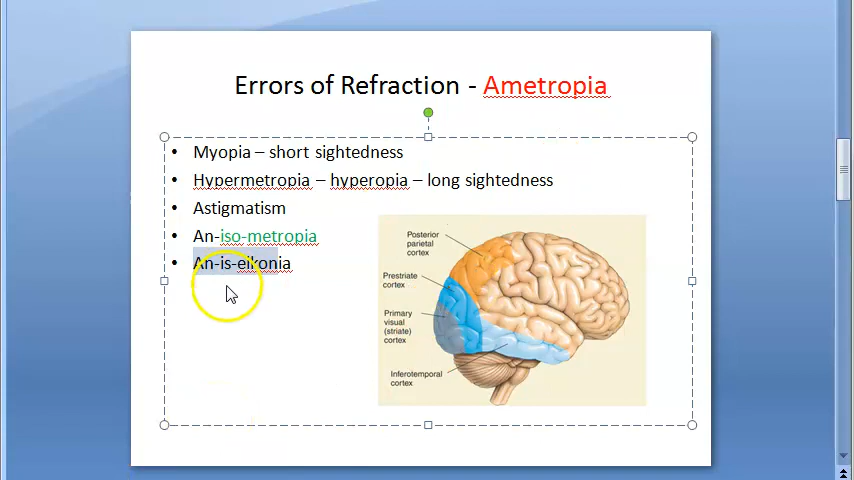 Errors of Refraction - Ametropia
• Myopia – short sightedness
• Hypermetropia – hyperopia – long sightedness
• Astigmatism
• An-iso-metropia
• An-is-eikonia
Posterior
parietal
cortex
Prestriate
cortex
Primary
visual
(striate)
cortex
Inferotemporal
cortex